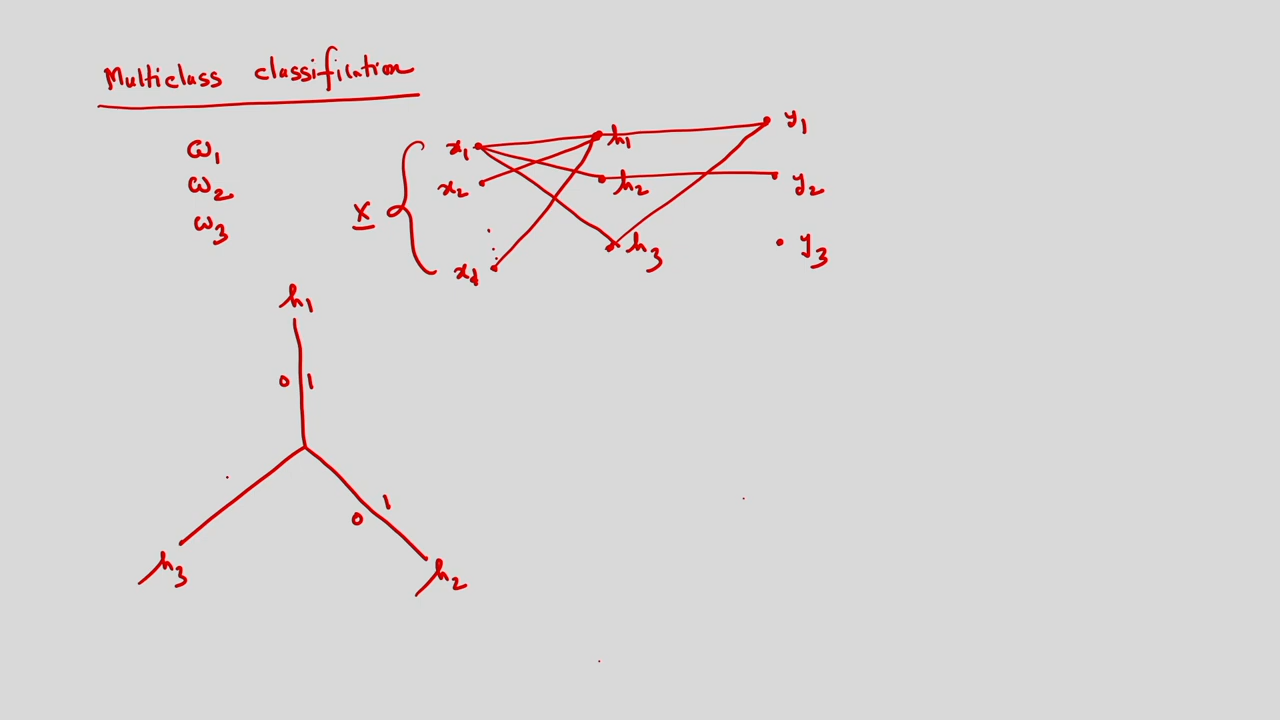 Multiclass classification
ω₁
ω₂
ω₃
X
x₁
x₂
x_d
h₁
h₂
h₃
y₁
y₂
y₃
h₁
0 1
0 1
h₃
h₂